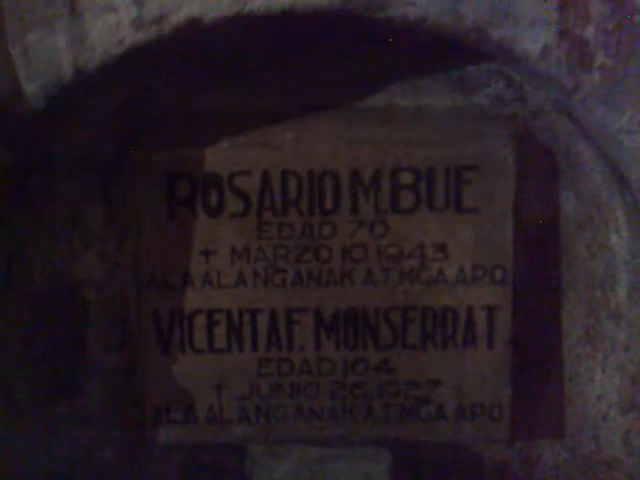 ROSARIO M. BUE
EDAD 70
† MARZO 10, 1943
ALAALA NG ANAK AT MGA APO
VICENTA F. MONSERRAT
EDAD 104
† JUNIO 26, 1927
ALAALA NG ANAK AT MGA APO